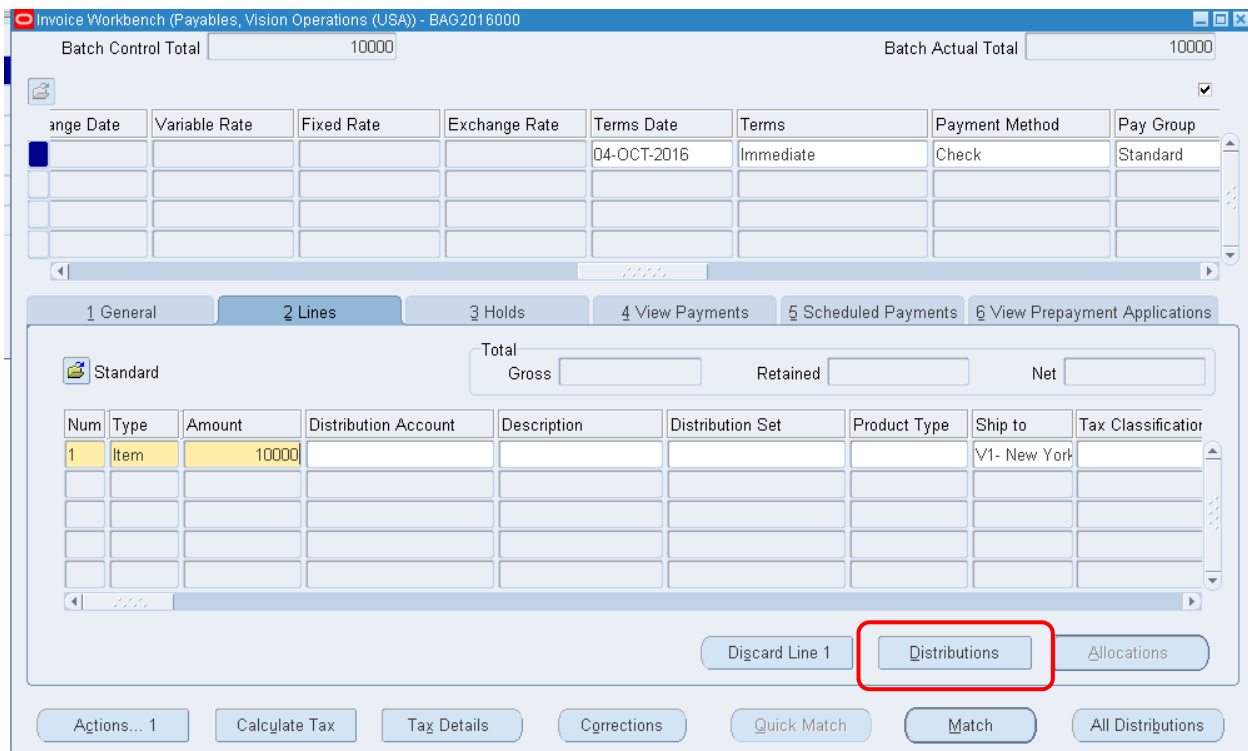 Invoice Workbench (Payables, Vision Operations (USA)) - BAG2016000
Batch Control Total 10000 Batch Actual Total 10000
ange Date Variable Rate Fixed Rate Exchange Rate Terms Date Terms Payment Method Pay Group
04-OCT-2016 Immediate Check Standard
1 General 2 Lines 3 Holds 4 View Payments 5 Scheduled Payments 6 View Prepayment Applications
Total
Standard Gross Retained Net
Num Type Amount Distribution Account Description Distribution Set Product Type Ship to Tax Classification
1 Item 10000 V1- New York
Discard Line 1 Distributions Allocations
Actions... 1 Calculate Tax Tax Details Corrections Quick Match Match All Distributions